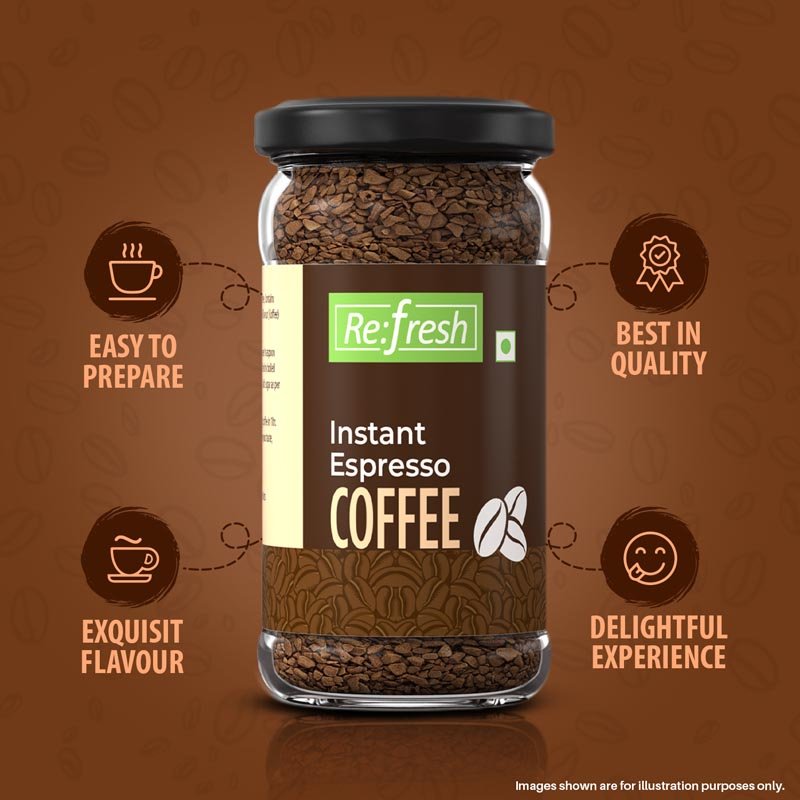 Re:fresh
Instant
Espresso
COFFEE
EASY TO
PREPARE
BEST IN
QUALITY
EXQUISIT
FLAVOUR
DELIGHTFUL
EXPERIENCE
Images shown are for illustration purposes only.